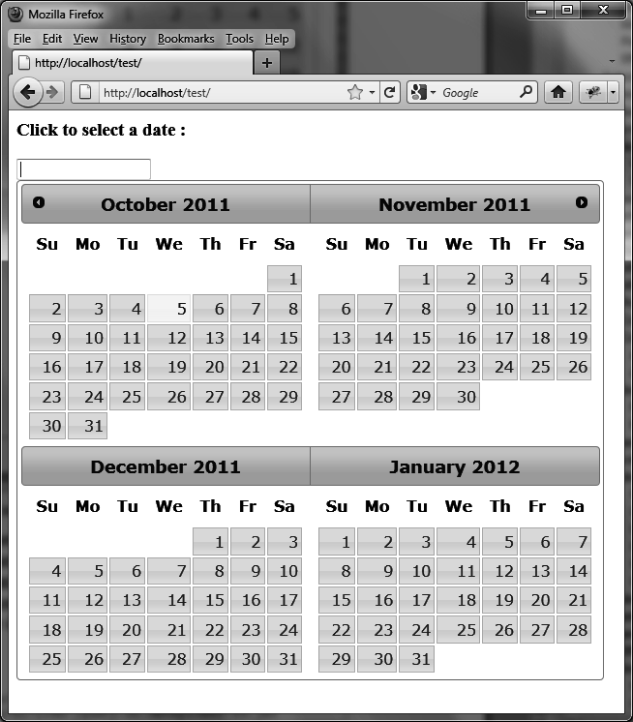 Mozilla Firefox
File Edit View History Bookmarks Tools Help
http://localhost/test/
http://localhost/test/ Google
Click to select a date :
October 2011 November 2011
Su Mo Tu We Th Fr Sa Su Mo Tu We Th Fr Sa
1 1 2 3 4 5
2 3 4 5 6 7 8 6 7 8 9 10 11 12
9 10 11 12 13 14 15 13 14 15 16 17 18 19
16 17 18 19 20 21 22 20 21 22 23 24 25 26
23 24 25 26 27 28 29 27 28 29 30
30 31
December 2011 January 2012
Su Mo Tu We Th Fr Sa Su Mo Tu We Th Fr Sa
1 2 3 1 2 3 4 5 6 7
4 5 6 7 8 9 10 8 9 10 11 12 13 14
11 12 13 14 15 16 17 15 16 17 18 19 20 21
18 19 20 21 22 23 24 22 23 24 25 26 27 28
25 26 27 28 29 30 31 29 30 31